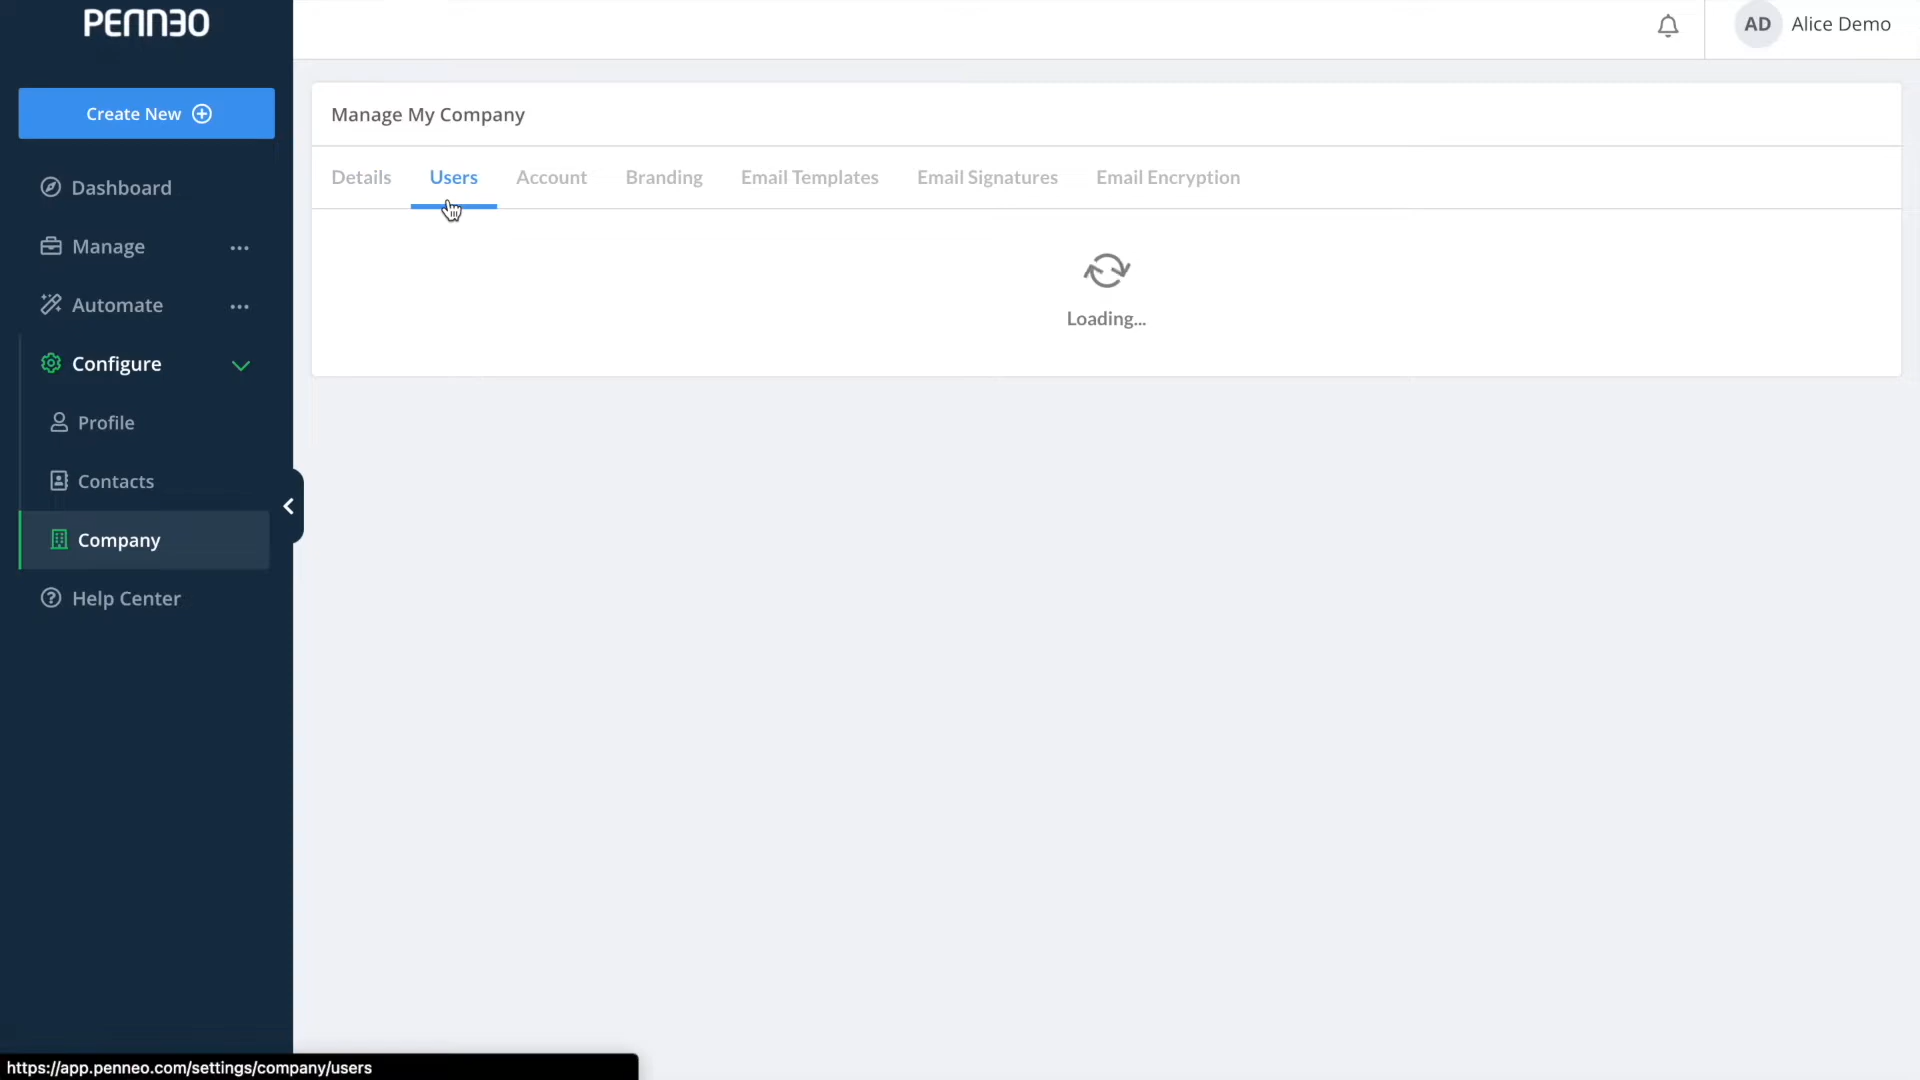 PENNEO
Create New
Dashboard
Manage
Automate
Configure
Profile
Contacts
Company
Help Center
AD Alice Demo
Manage My Company
Details Users Account Branding Email Templates Email Signatures Email Encryption
Loading...
https://app.penneo.com/settings/company/users